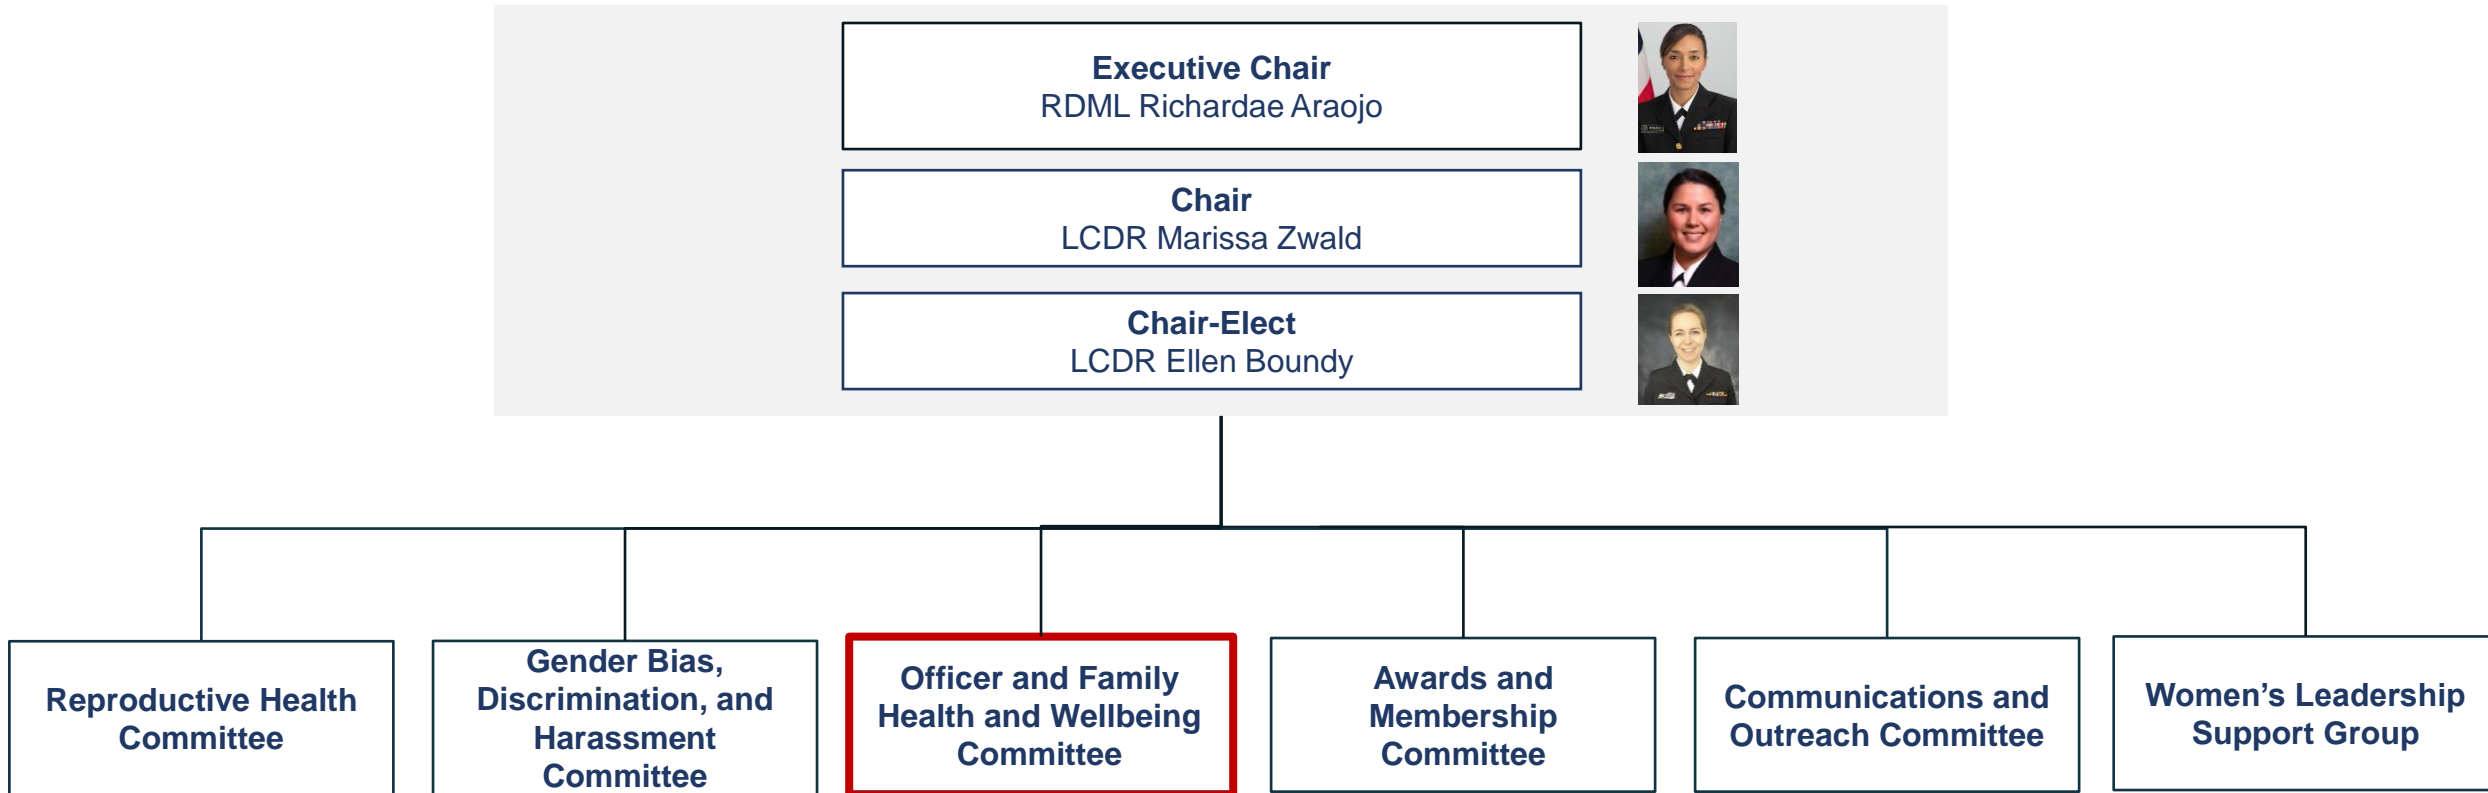 Executive Chair
RDML Richardae Araojo
Chair
LCDR Marissa Zwald
Chair-Elect
LCDR Ellen Boundy
Reproductive Health
Committee
Gender Bias,
Discrimination, and
Harassment
Committee
Officer and Family
Health and Wellbeing
Committee
Awards and
Membership
Committee
Communications and
Outreach Committee
Women’s Leadership
Support Group